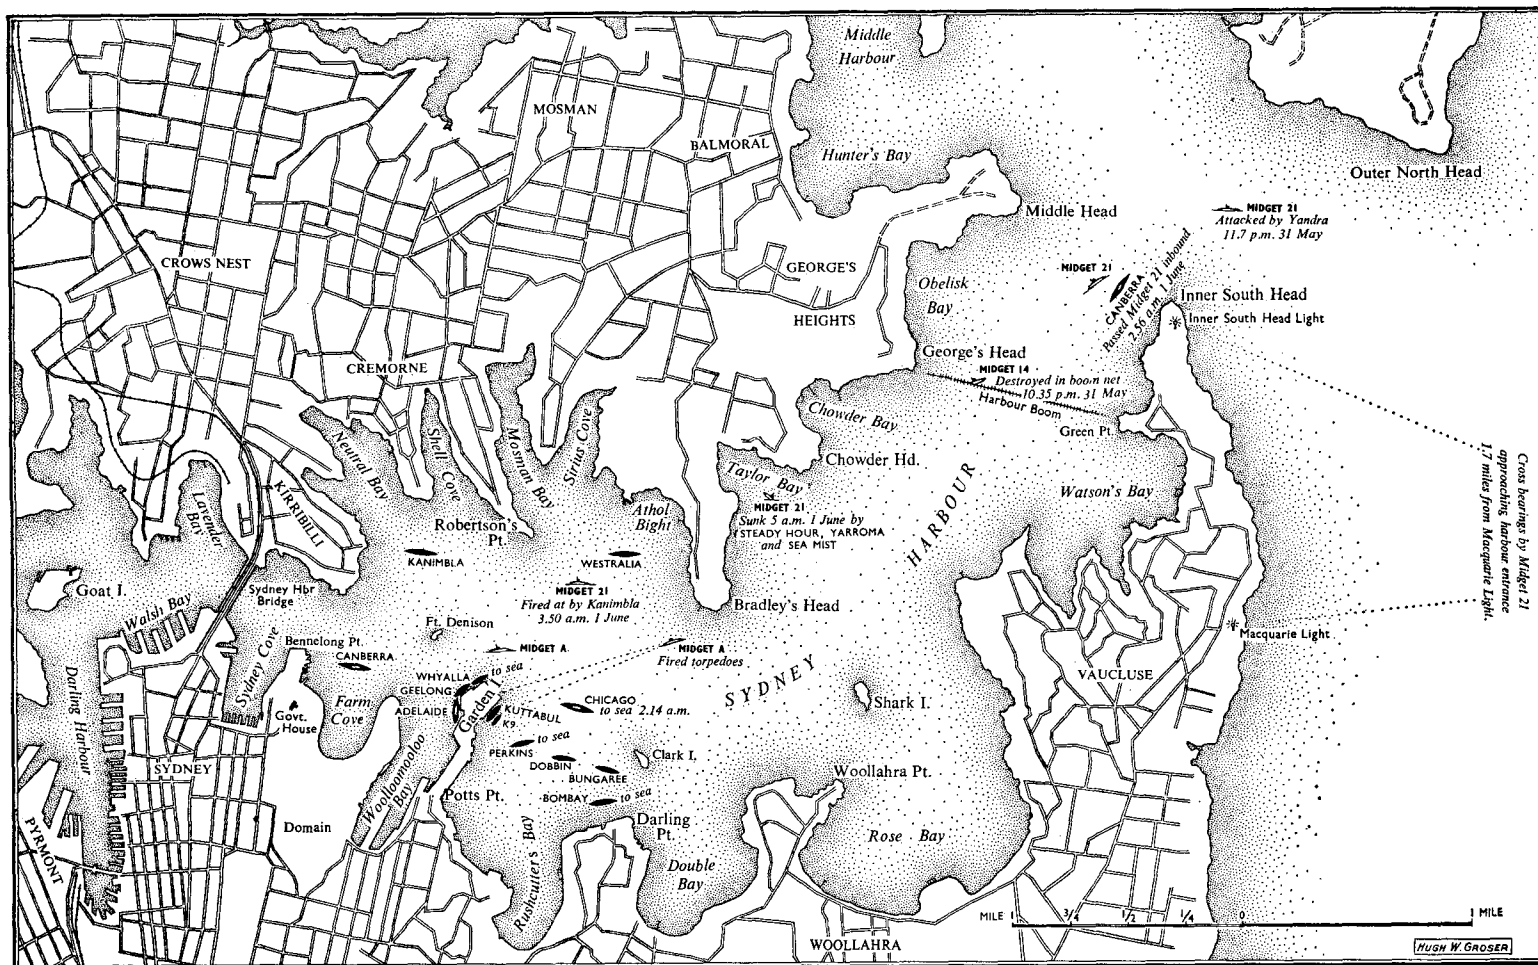 Middle
Harbour
MOSMAN
BALMORAL
Hunter's Bay
Outer North Head
Middle Head
MIDGET 21
Attacked by Yandra
11.7 p.m. 31 May
CROWS NEST
GEORGE'S
HEIGHTS
Obelisk
Bay
MIDGET 21
CANBERRA
Passed Midget 21 inbound
2.56 a.m. 1 June
Inner South Head
Inner South Head Light
George's Head
MIDGET 14
Destroyed in boom net
10.35 p.m. 31 May
Harbour Boom
Green Pt.
CREMORNE
Chowder Bay
Chowder Hd.
Neutral Bay
Shell Cove
Mosman Bay
Sirius Cove
Taylor Bay
Athol
Bight
MIDGET 21
Sunk 5 a.m. 1 June by
STEADY HOUR, YARROMA
and SEA MIST
Watson's Bay
Cross bearings by Midget 21
approaching harbour entrance
1.7 miles from Macquarie Light.
Lavender
Bay
KIRRIBILLI
Robertson's
Pt.
KANIMBLA
WESTRALIA
SYDNEY HARBOUR
Goat I.
Walsh Bay
Sydney Hbr
Bridge
MIDGET 21
Fired at by Kanimbla
3.50 a.m. 1 June
Bradley's Head
Ft. Denison
Macquarie Light
Bennelong Pt.
CANBERRA
MIDGET A
MIDGET A
Fired torpedoes
Darling Harbour
Sydney Cove
WHYALLA
to sea
GEELONG
ADELAIDE
Garden I.
KUTTABUL
K9
CHICAGO
to sea 2.14 a.m.
Shark I.
VAUCLUSE
Farm
Cove
Govt.
House
PERKINS
to sea
DOBBIN
BUNGAREE
Clark I.
BOMBAY
to sea
SYDNEY
Woolloomooloo
Bay
Potts Pt.
Woollahra Pt.
Darling
Pt.
PYRMONT
Domain
Rushcutter's Bay
Double
Bay
Rose Bay
WOOLLAHRA
MILE 1 3/4 1/2 1/4 0 1 MILE
HUGH W. GROSER